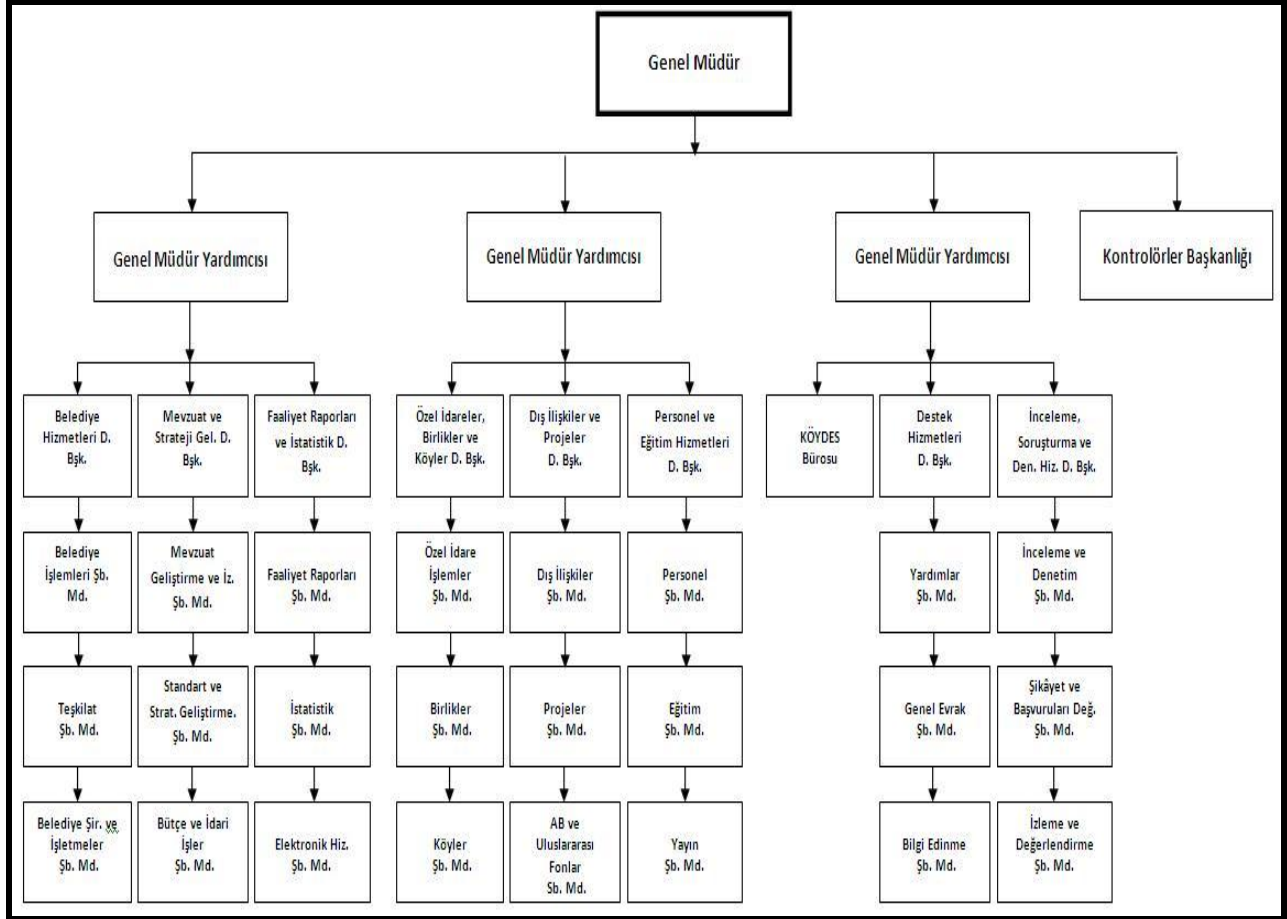 Genel Müdür
Genel Müdür Yardımcısı
Genel Müdür Yardımcısı
Genel Müdür Yardımcısı
Kontrolörler Başkanlığı
Belediye
Hizmetleri D.
Bşk.
Mevzuat ve
Strateji Gel. D.
Bşk.
Faaliyet Raporları
ve İstatistik D.
Bşk.
Özel İdareler,
Birlikler ve
Köyler D. Bşk.
Dış İlişkiler ve
Projeler
D. Bşk.
Personel ve
Eğitim Hizmetleri
D. Bşk.
KÖYDES
Bürosu
Destek
Hizmetleri
D. Bşk.
İnceleme,
Soruşturma ve
Den. Hiz. D. Bşk.
Belediye
İşlemleri Şb.
Md.
Mevzuat
Geliştirme ve İz.
Şb. Md.
Faaliyet Raporları
Şb. Md.
Özel İdare
İşlemler
Şb. Md.
Dış İlişkiler
Şb. Md.
Personel
Şb. Md.
Yardımlar
Şb. Md.
İnceleme ve
Denetim
Şb. Md.
Teşkilat
Şb. Md.
Standart ve
Strat. Geliştirme.
Şb. Md.
İstatistik
Şb. Md.
Birlikler
Şb. Md.
Projeler
Şb. Md.
Eğitim
Şb. Md.
Genel Evrak
Şb. Md.
Şikâyet ve
Başvuruları Değ.
Şb. Md.
Belediye Şir. ve
İşletmeler
Şb. Md.
Bütçe ve İdari
İşler
Şb. Md.
Elektronik Hiz.
Şb. Md.
Köyler
Şb. Md.
AB ve
Uluslararası
Fonlar
Sb. Md.
Yayın
Şb. Md.
Bilgi Edinme
Şb. Md.
İzleme ve
Değerlendirme
Şb. Md.